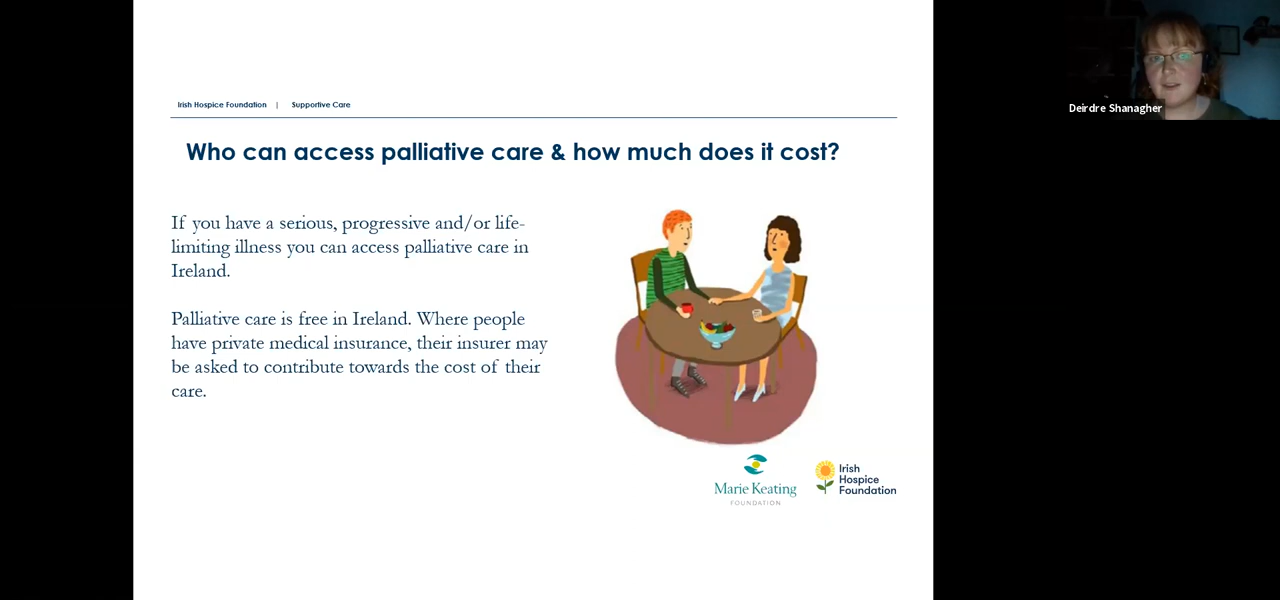 Irish Hospice Foundation | Supportive Care
Who can access palliative care & how much does it cost?
If you have a serious, progressive and/or life-
limiting illness you can access palliative care in
Ireland.
Palliative care is free in Ireland. Where people
have private medical insurance, their insurer may
be asked to contribute towards the cost of their
care.
Marie Keating
FOUNDATION
Irish
Hospice
Foundation
Deirdre Shanagher